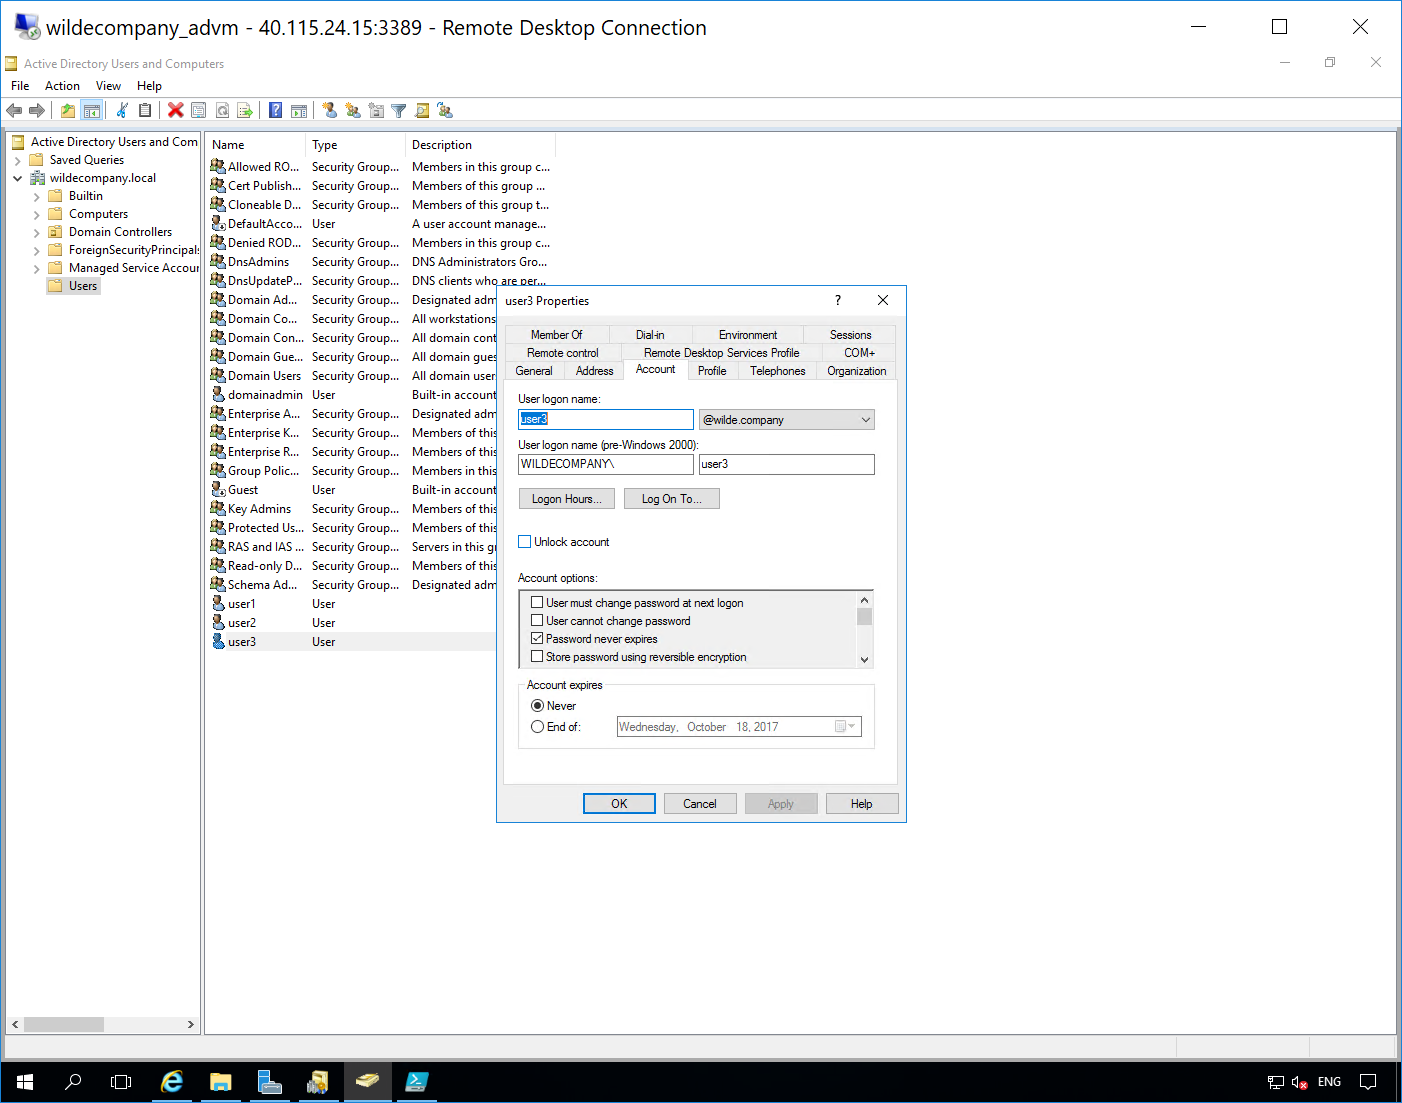 wildecompany_advm - 40.115.24.15:3389 - Remote Desktop Connection
Active Directory Users and Computers
File Action View Help
Active Directory Users and Com
Saved Queries
wildecompany.local
Builtin
Computers
Domain Controllers
ForeignSecurityPrincipals
Managed Service Accour
Users
Name Type Description
Allowed RO... Security Group... Members in this group c...
Cert Publish... Security Group... Members of this group ...
Cloneable D... Security Group... Members of this group t...
DefaultAcco... User A user account manage...
Denied ROD... Security Group... Members in this group c...
DnsAdmins Security Group... DNS Administrators Gro...
DnsUpdateP... Security Group... DNS clients who are per...
Domain Ad... Security Group... Designated adm
Domain Co... Security Group... All workstations
Domain Con... Security Group... All domain cont
Domain Gue... Security Group... All domain gues
Domain Users Security Group... All domain user
domainadmin User Built-in account
Enterprise A... Security Group... Designated adm
Enterprise K... Security Group... Members of this
Enterprise R... Security Group... Members of this
Group Polic... Security Group... Members in this
Guest User Built-in account
Key Admins Security Group... Members of this
Protected Us... Security Group... Members of this
RAS and IAS ... Security Group... Servers in this g
Read-only D... Security Group... Members of this
Schema Ad... Security Group... Designated adm
user1 User
user2 User
user3 User
user3 Properties
Member Of Dial-in Environment Sessions
Remote control Remote Desktop Services Profile COM+
General Address Account Profile Telephones Organization
User logon name:
user3 @wilde.company
User logon name (pre-Windows 2000):
WILDECOMPANY\ user3
Logon Hours... Log On To...
Unlock account
Account options:
User must change password at next logon
User cannot change password
Password never expires
Store password using reversible encryption
Account expires
Never
End of: Wednesday, October 18, 2017
OK Cancel Apply Help
ENG